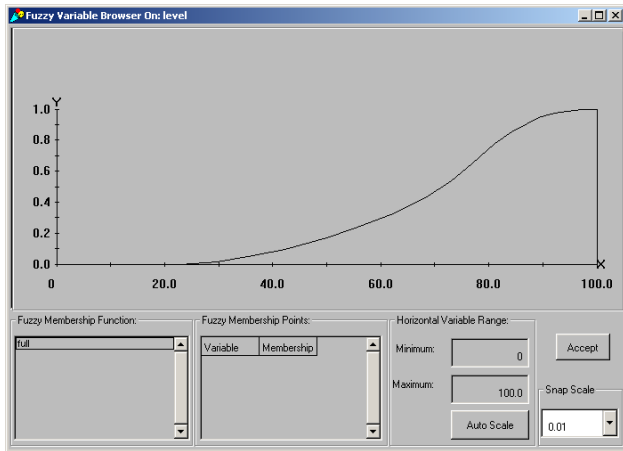 Fuzzy Variable Browser On: level
Y
1.0
0.8
0.6
0.4
0.2
0.0
X
0 20.0 40.0 60.0 80.0 100.0
Fuzzy Membership Function: Fuzzy Membership Points: Horizontal Variable Range:
full
Variable Membership
Minimum: 0
Accept
Maximum: 100.0
Snap Scale
Auto Scale
0.01